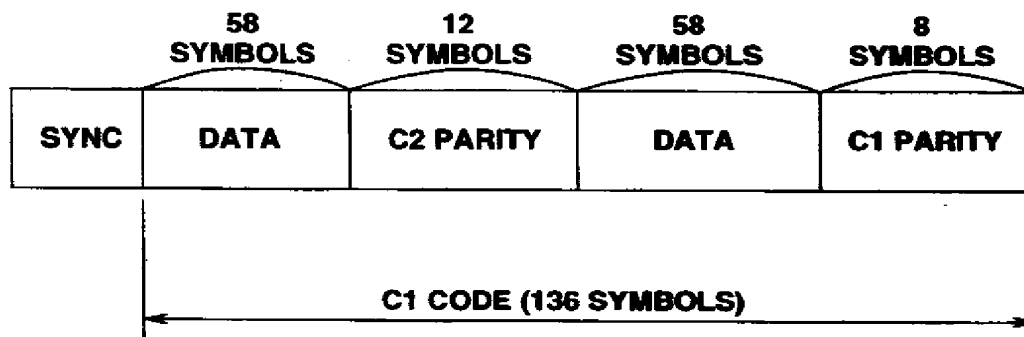 58 12 58 8
SYMBOLS SYMBOLS SYMBOLS SYMBOLS
SYNC DATA C2 PARITY DATA C1 PARITY
C1 CODE (136 SYMBOLS)